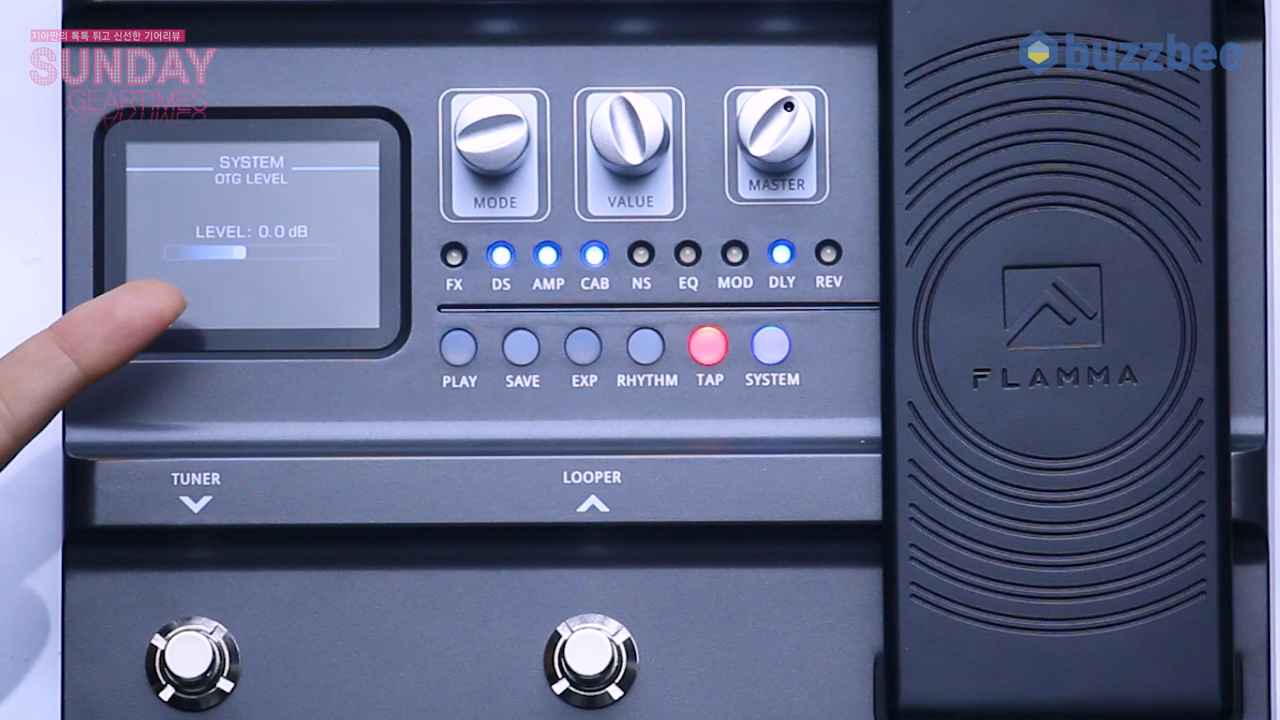 지아만의 톡톡 튀고 신선한 기어리뷰
SUNDAY
GEARTIMES
buzzbee
SYSTEM
OTG LEVEL
LEVEL: 0.0 dB
MODE
VALUE
MASTER
FX DS AMP CAB NS EQ MOD DLY REV
PLAY SAVE EXP RHYTHM TAP SYSTEM
FLAMMA
TUNER
LOOPER